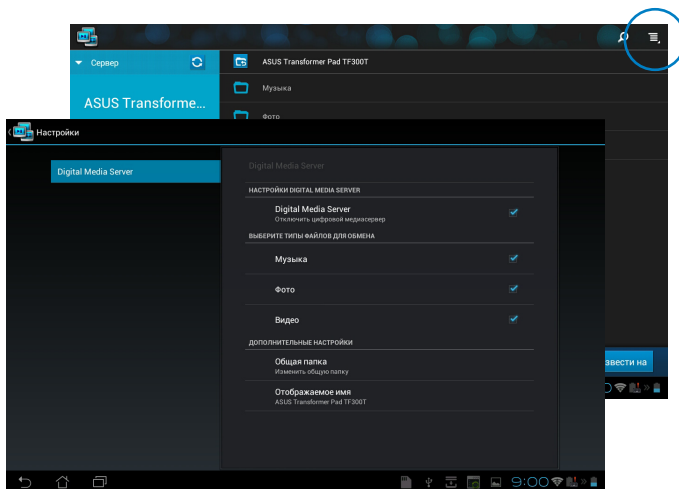 Сервер
ASUS Transformer Pad TF300T
ASUS Transforme...
Музыка
Фото
Настройки
Digital Media Server
Digital Media Server
НАСТРОЙКИ DIGITAL MEDIA SERVER
Digital Media Server
Отключить цифровой медиасервер
ВЫБЕРИТЕ ТИПЫ ФАЙЛОВ ДЛЯ ОБМЕНА
Музыка
Фото
Видео
ДОПОЛНИТЕЛЬНЫЕ НАСТРОЙКИ
Общая папка
Изменить общую папку
Отображаемое имя
ASUS Transformer Pad TF300T
звести на
9:00